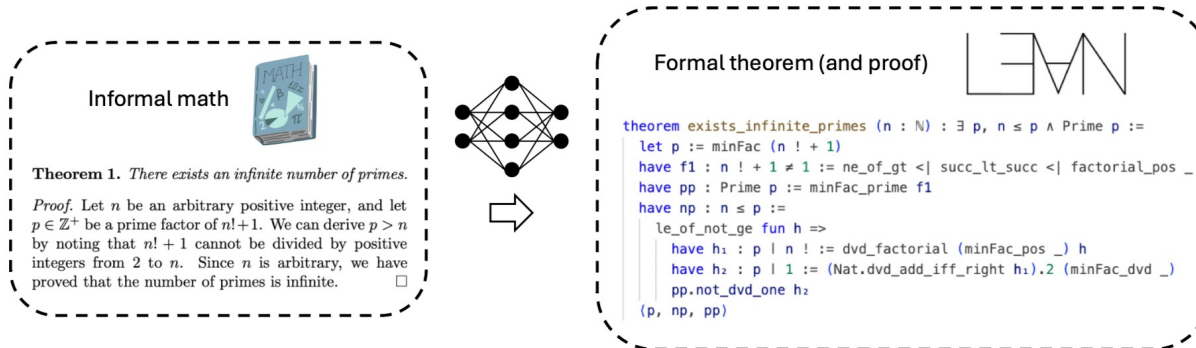 Informal math
MATH
Theorem 1. There exists an infinite number of primes.
Proof. Let n be an arbitrary positive integer, and let
p ∈ ℤ⁺ be a prime factor of n!+1. We can derive p > n
by noting that n! + 1 cannot be divided by positive
integers from 2 to n. Since n is arbitrary, we have
proved that the number of primes is infinite. □
Formal theorem (and proof)
LEAN
theorem exists_infinite_primes (n : ℕ) : ∃ p, n ≤ p ∧ Prime p :=
let p := minFac (n ! + 1)
have f1 : n ! + 1 ≠ 1 := ne_of_gt <| succ_lt_succ <| factorial_pos _
have pp : Prime p := minFac_prime f1
have np : n ≤ p :=
le_of_not_ge fun h =>
have h₁ : p ∣ n ! := dvd_factorial (minFac_pos _) h
have h₂ : p ∣ 1 := (Nat.dvd_add_iff_right h₁).2 (minFac_dvd _)
pp.not_dvd_one h₂
⟨p, np, pp⟩